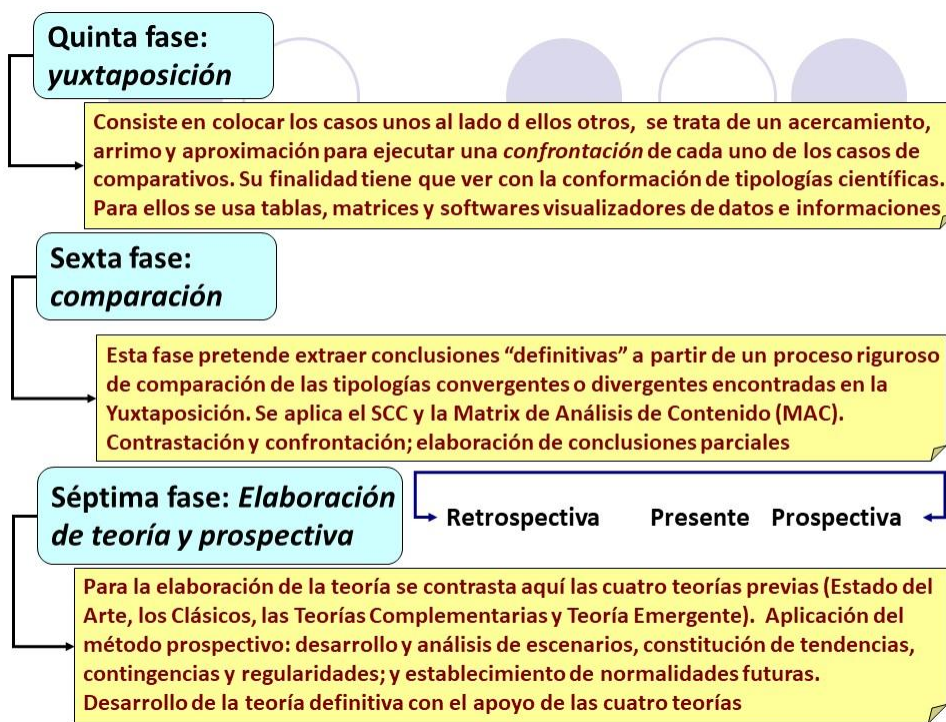 Quinta fase:
yuxtaposición
Consiste en colocar los casos unos al lado d ellos otros, se trata de un acercamiento,
arrimo y aproximación para ejecutar una confrontación de cada uno de los casos de
comparativos. Su finalidad tiene que ver con la conformación de tipologías científicas.
Para ellos se usa tablas, matrices y softwares visualizadores de datos e informaciones
Sexta fase:
comparación
Esta fase pretende extraer conclusiones “definitivas” a partir de un proceso riguroso
de comparación de las tipologías convergentes o divergentes encontradas en la
Yuxtaposición. Se aplica el SCC y la Matrix de Análisis de Contenido (MAC).
Contrastación y confrontación; elaboración de conclusiones parciales
Séptima fase: Elaboración
de teoría y prospectiva
Retrospectiva Presente Prospectiva
Para la elaboración de la teoría se contrasta aquí las cuatro teorías previas (Estado del
Arte, los Clásicos, las Teorías Complementarias y Teoría Emergente). Aplicación del
método prospectivo: desarrollo y análisis de escenarios, constitución de tendencias,
contingencias y regularidades; y establecimiento de normalidades futuras.
Desarrollo de la teoría definitiva con el apoyo de las cuatro teorías